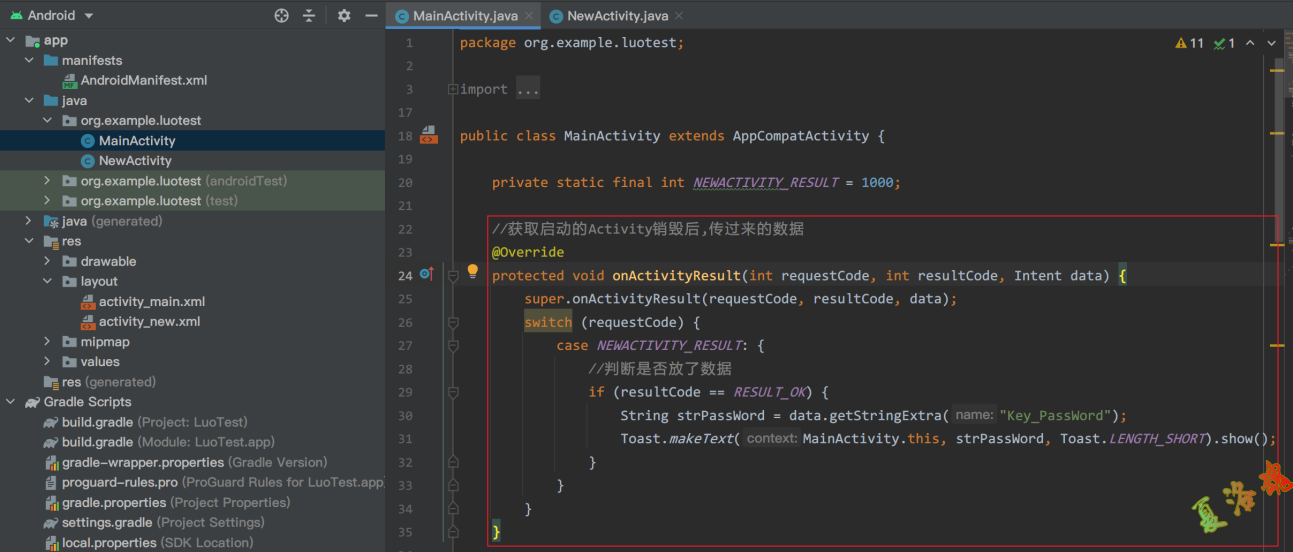 Android
MainActivity.java
NewActivity.java
app
manifests
AndroidManifest.xml
java
org.example.luotest
MainActivity
NewActivity
org.example.luotest (androidTest)
org.example.luotest (test)
java (generated)
res
drawable
layout
activity_main.xml
activity_new.xml
mipmap
values
res (generated)
Gradle Scripts
build.gradle (Project: LuoTest)
build.gradle (Module: LuoTest.app)
gradle-wrapper.properties (Gradle Version)
proguard-rules.pro (ProGuard Rules for LuoTest.app
gradle.properties (Project Properties)
settings.gradle (Project Settings)
local.properties (SDK Location)
11 1
1 package org.example.luotest;
2
3 import ...
17
18 public class MainActivity extends AppCompatActivity {
19
20 private static final int NEWACTIVITY_RESULT = 1000;
21
22 //获取启动的Activity销毁后,传过来的数据
23 @Override
24 protected void onActivityResult(int requestCode, int resultCode, Intent data) {
25 super.onActivityResult(requestCode, resultCode, data);
26 switch (requestCode) {
27 case NEWACTIVITY_RESULT: {
28 //判断是否放了数据
29 if (resultCode == RESULT_OK) {
30 String strPassWord = data.getStringExtra( name: "Key_PassWord");
31 Toast.makeText( context: MainActivity.this, strPassWord, Toast.LENGTH_SHORT).show();
32 }
33 }
34 }
35 }